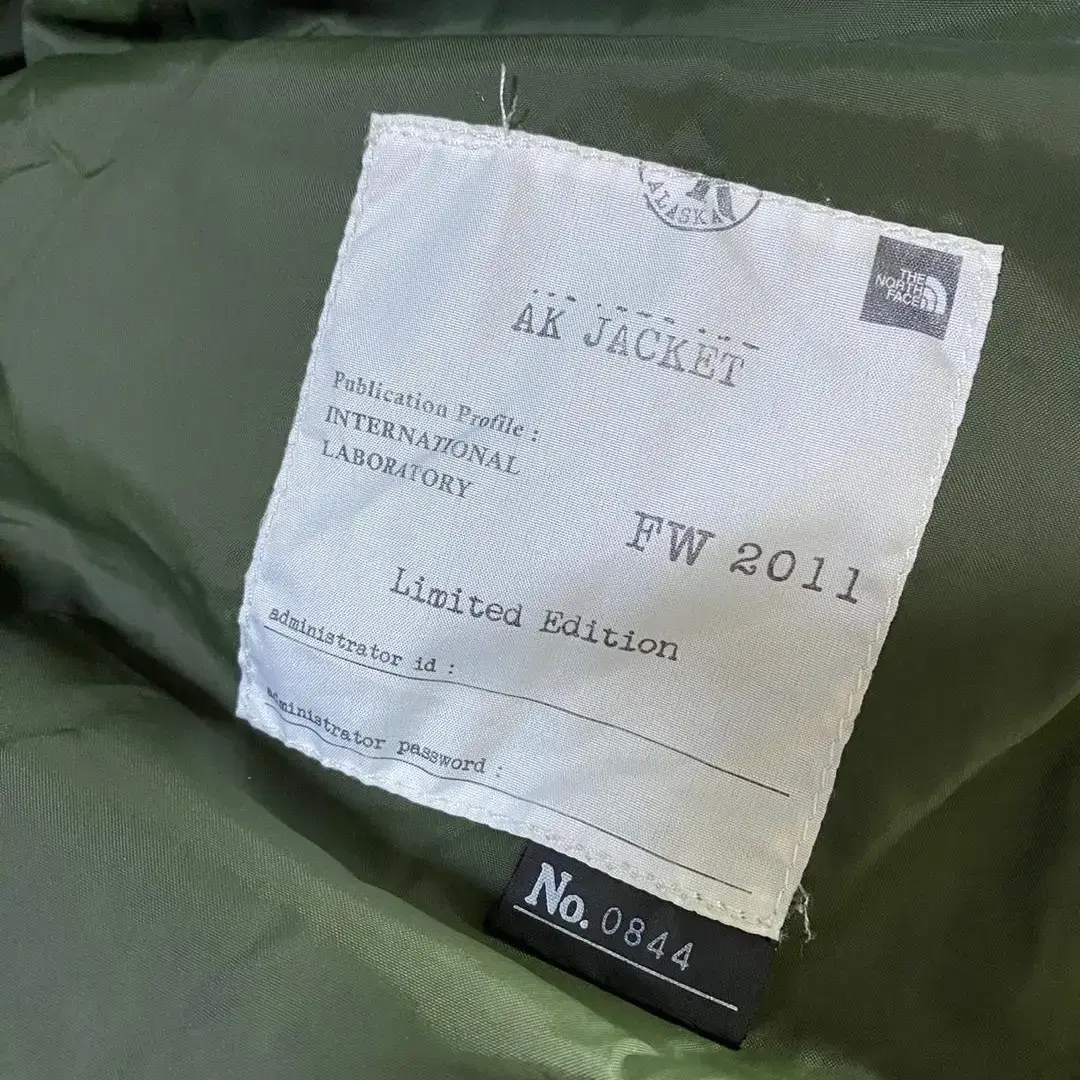 ALASKA
THE
NORTH
FACE
AK JACKET
Publication Profile :
INTERNATIONAL
LABORATORY
FW 2011
Limited Edition
administrator id :
administrator password :
No. 0844